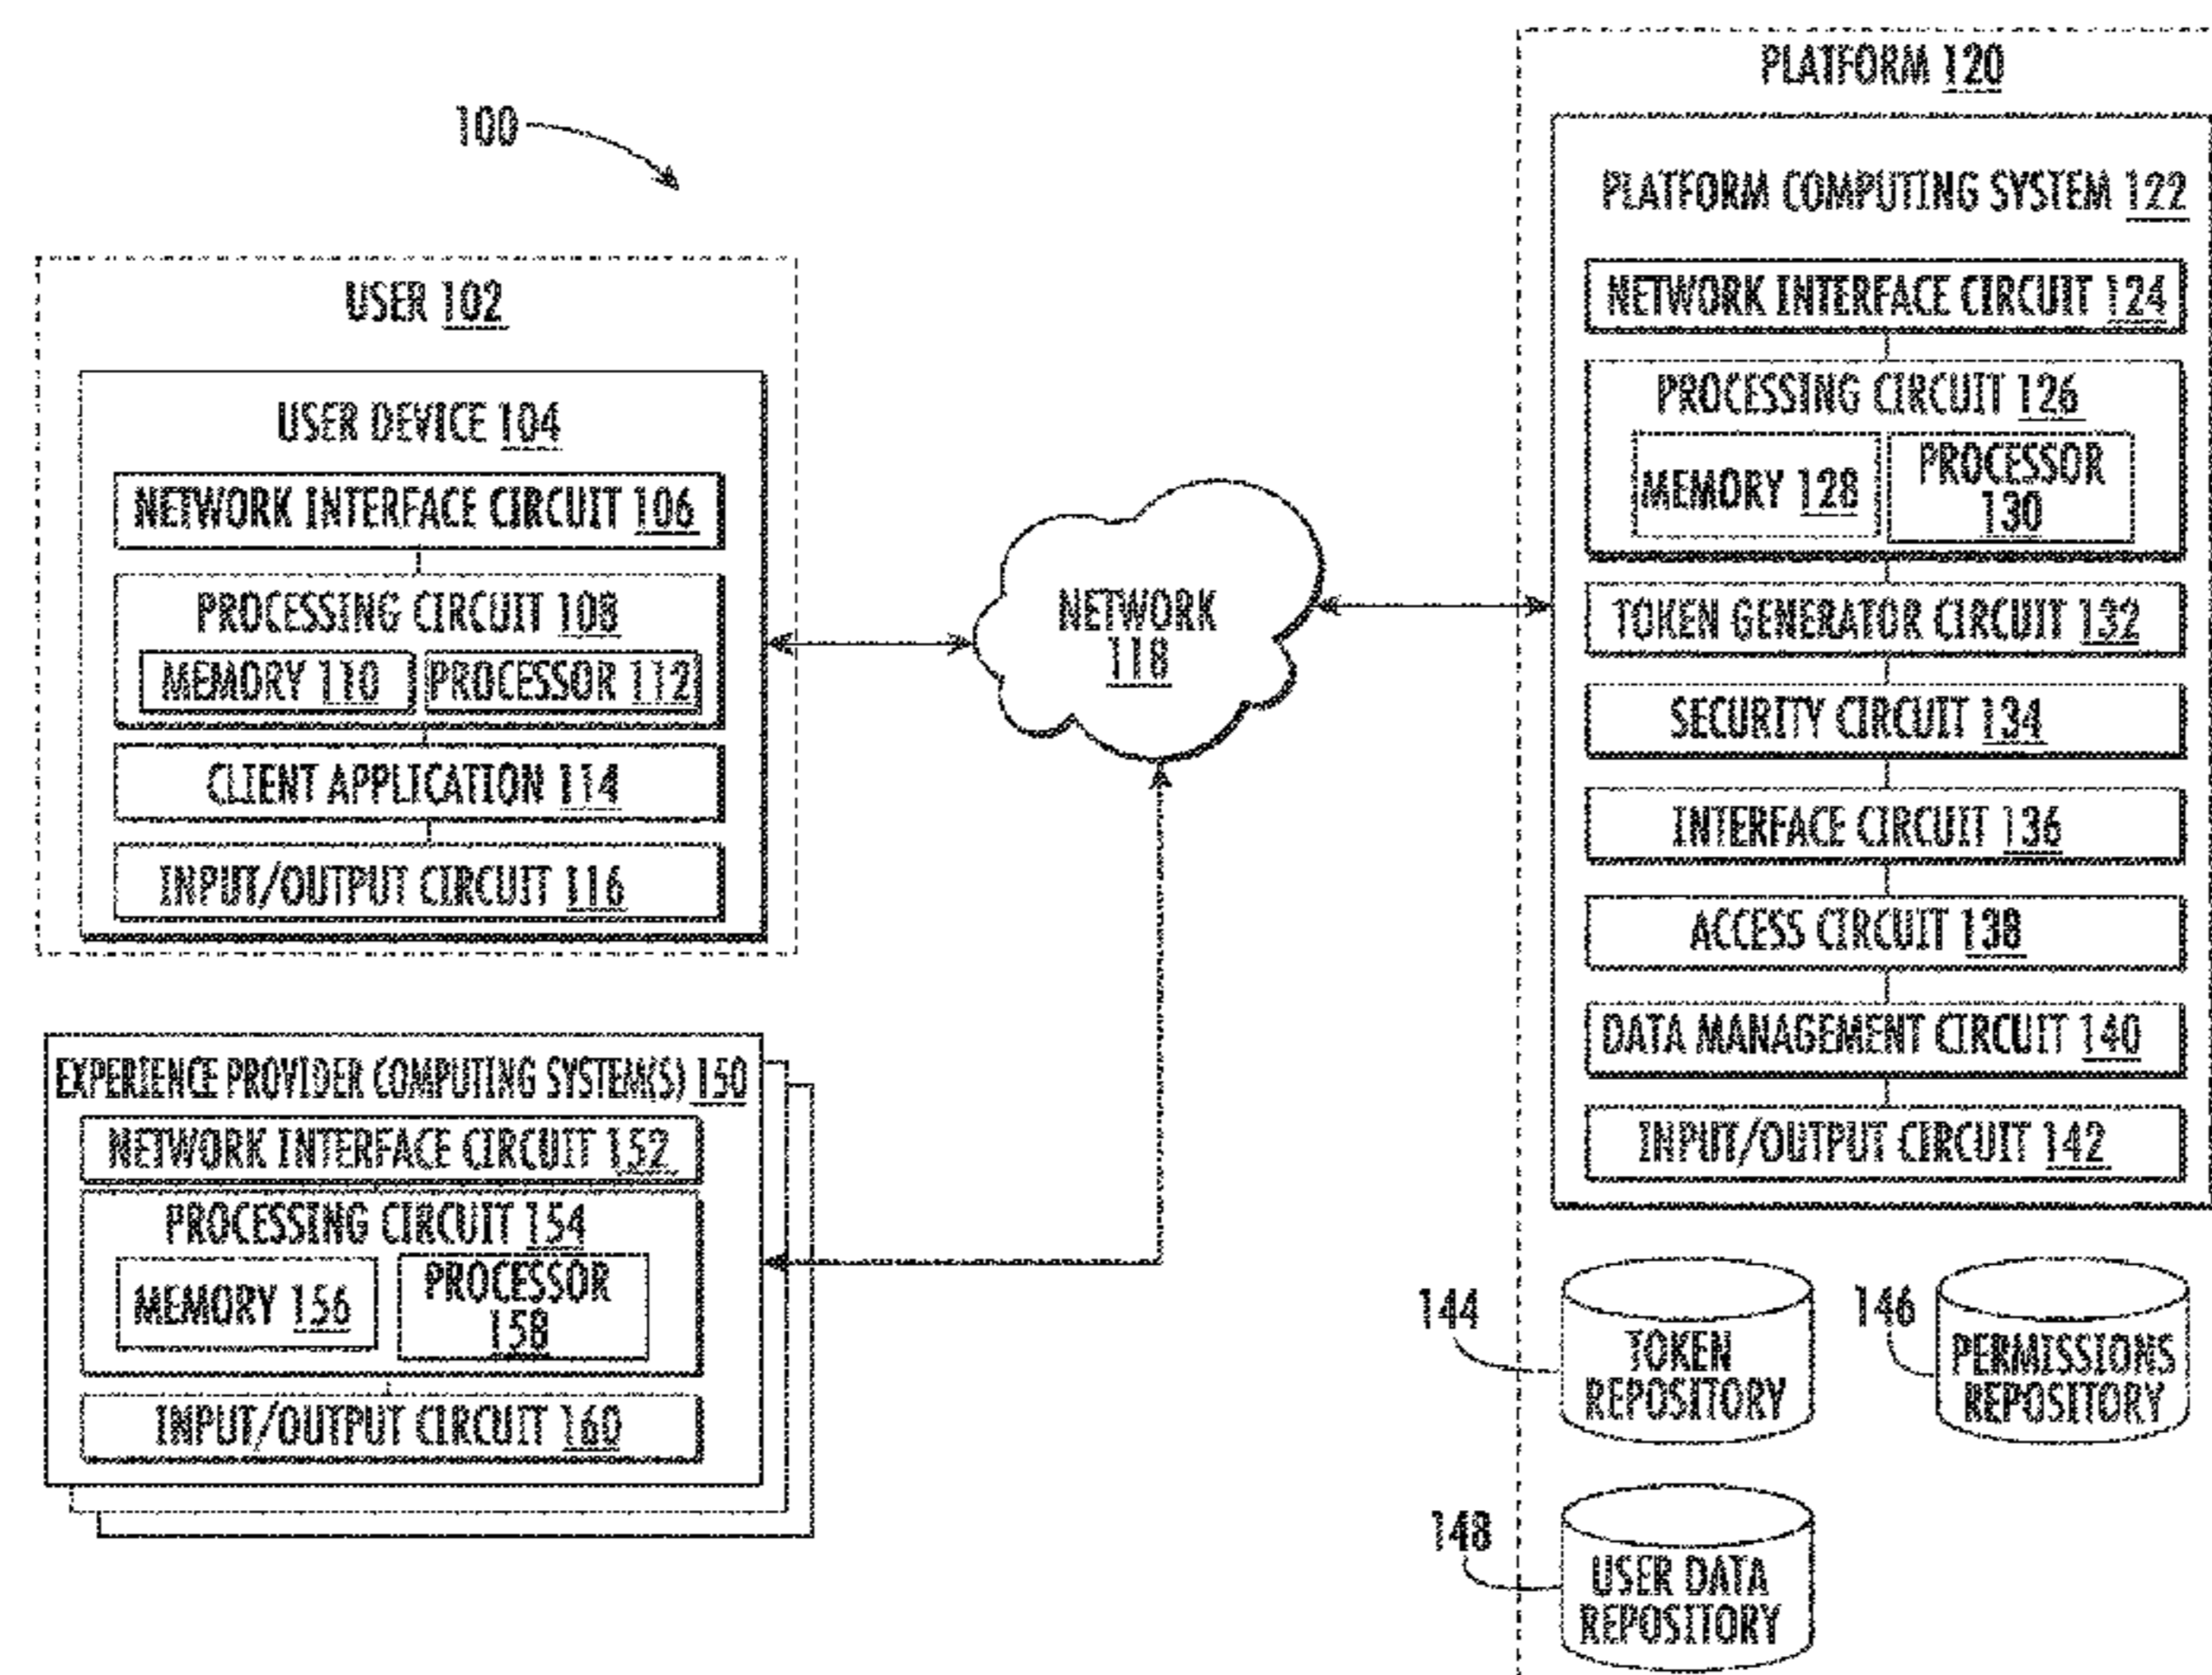 100
USER 102
USER DEVICE 104
NETWORK INTERFACE CIRCUIT 106
PROCESSING CIRCUIT 108
MEMORY 110
PROCESSOR 112
CLIENT APPLICATION 114
INPUT/OUTPUT CIRCUIT 116
EXPERIENCE PROVIDER COMPUTING SYSTEM(S) 150
NETWORK INTERFACE CIRCUIT 152
PROCESSING CIRCUIT 154
MEMORY 156
PROCESSOR
158
INPUT/OUTPUT CIRCUIT 160
NETWORK
118
PLATFORM 120
PLATFORM COMPUTING SYSTEM 122
NETWORK INTERFACE CIRCUIT 124
PROCESSING CIRCUIT 126
MEMORY 128
PROCESSOR
130
TOKEN GENERATOR CIRCUIT 132
SECURITY CIRCUIT 134
INTERFACE CIRCUIT 136
ACCESS CIRCUIT 138
DATA MANAGEMENT CIRCUIT 140
INPUT/OUTPUT CIRCUIT 142
144
TOKEN
REPOSITORY
146
PERMISSIONS
REPOSITORY
148
USER DATA
REPOSITORY